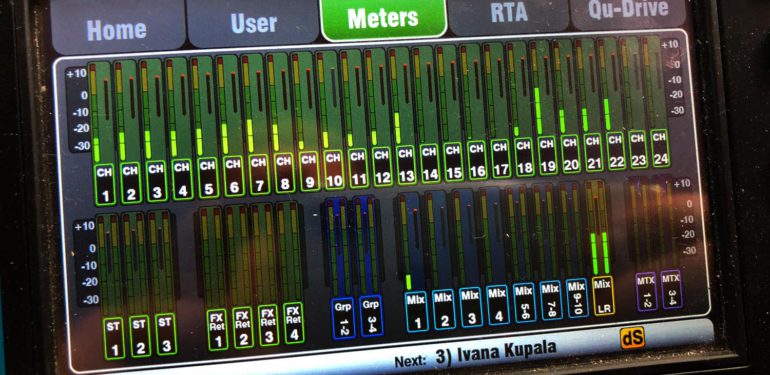 Home User Meters RTA Qu-Drive
+10 +10
0 0
-10 -10
-20 -20
-30 -30
CH 1 CH 2 CH 3 CH 4 CH 5 CH 6 CH 7 CH 8 CH 9 CH 10 CH 11 CH 12 CH 13 CH 14 CH 15 CH 16 CH 17 CH 18 CH 19 CH 20 CH 21 CH 22 CH 23 CH 24
+10 +10
0 0
-10 -10
-20 -20
-30 -30
ST 1 ST 2 ST 3 FX Ret 1 FX Ret 2 FX Ret 3 FX Ret 4 Grp 1-2 Grp 3-4 Mix 1 Mix 2 Mix 3 Mix 4 Mix 5-6 Mix 7-8 Mix 9-10 Mix LR MTX 1-2 MTX 3-4
Next: 3) Ivana Kupala dS